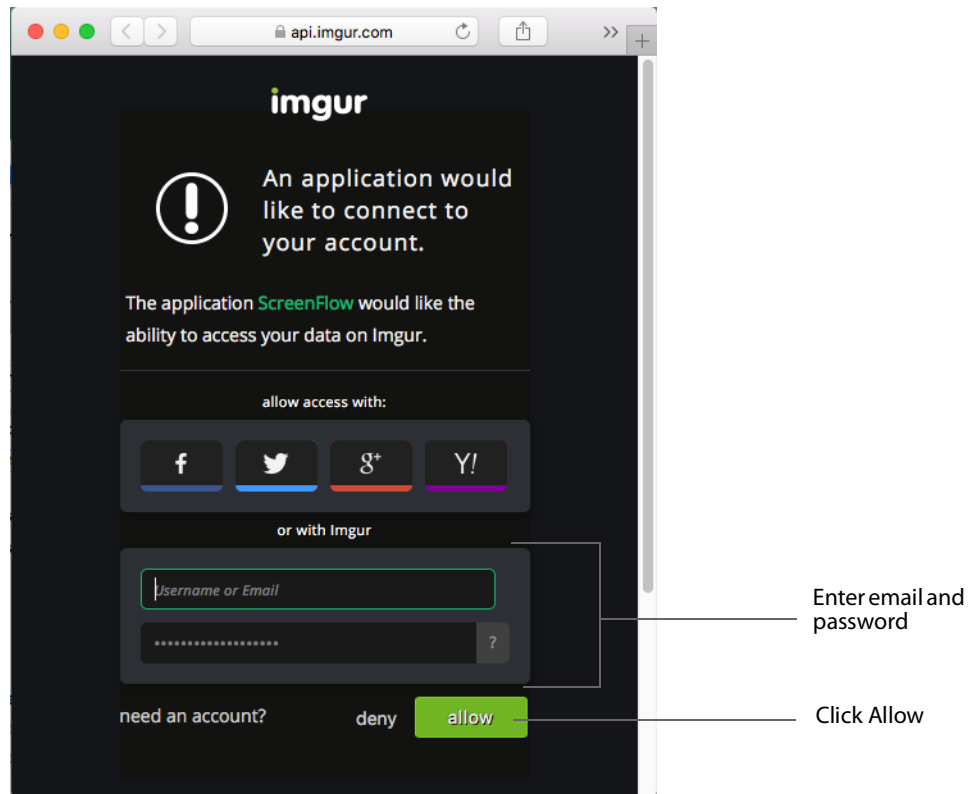 api.imgur.com
imgur
An application would
like to connect to
your account.
The application ScreenFlow would like the
ability to access your data on Imgur.
allow access with:
f
g+
Y!
or with Imgur
Username or Email
?
Enter email and
password
need an account?
deny
allow
Click Allow